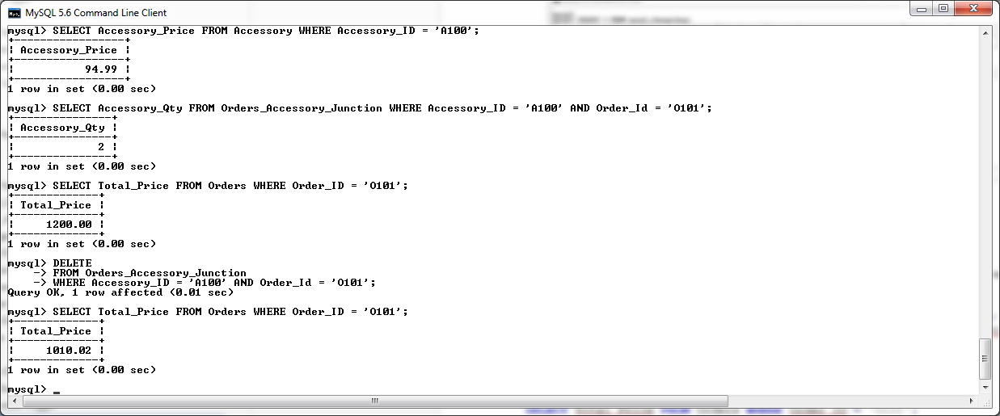 MySQL 5.6 Command Line Client
mysql> SELECT Accessory_Price FROM Accessory WHERE Accessory_ID = 'A100';
+-----------------+
| Accessory_Price |
+-----------------+
|           94.99 |
+-----------------+
1 row in set (0.00 sec)
mysql> SELECT Accessory_Qty FROM Orders_Accessory_Junction WHERE Accessory_ID = 'A100' AND Order_Id = 'O101';
+---------------+
| Accessory_Qty |
+---------------+
|             2 |
+---------------+
1 row in set (0.00 sec)
mysql> SELECT Total_Price FROM Orders WHERE Order_ID = 'O101';
+-------------+
| Total_Price |
+-------------+
|     1200.00 |
+-------------+
1 row in set (0.00 sec)
mysql> DELETE
    -> FROM Orders_Accessory_Junction
    -> WHERE Accessory_ID = 'A100' AND Order_Id = 'O101';
Query OK, 1 row affected (0.01 sec)
mysql> SELECT Total_Price FROM Orders WHERE Order_ID = 'O101';
+-------------+
| Total_Price |
+-------------+
|     1010.02 |
+-------------+
1 row in set (0.00 sec)
mysql> _